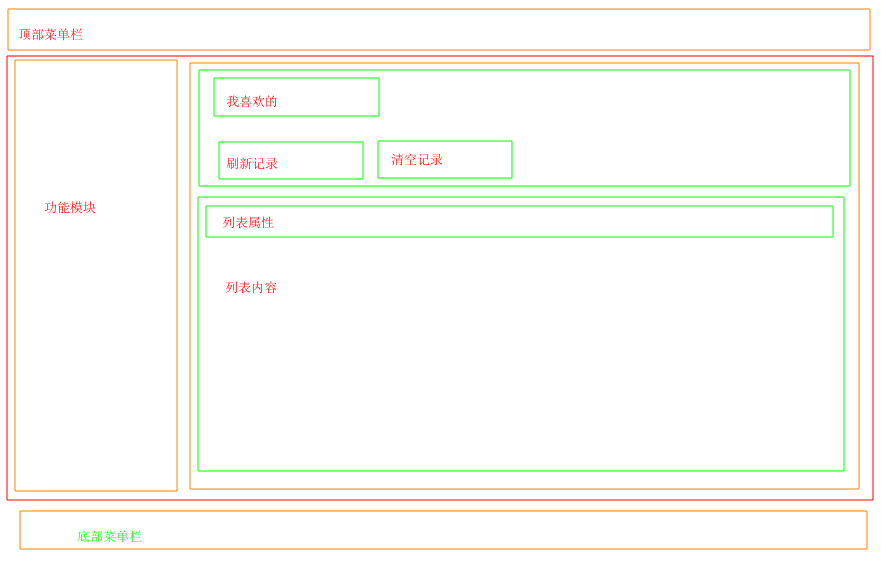 顶部菜单栏
我喜欢的
刷新记录
清空记录
功能模块
列表属性
列表内容
底部菜单栏